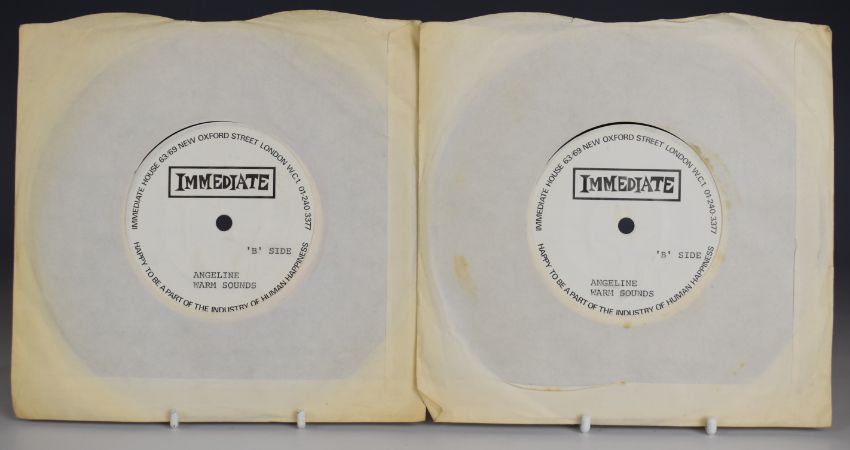 IMMEDIATE HOUSE 63/69 NEW OXFORD STREET LONDON W.C.1 01-240 3377
IMMEDIATE
'B' SIDE
ANGELINE
WARM SOUNDS
HAPPY TO BE A PART OF THE INDUSTRY OF HUMAN HAPPINESS
IMMEDIATE HOUSE 63/69 NEW OXFORD STREET LONDON W.C.1 01-240 3377
IMMEDIATE
'B' SIDE
ANGELINE
WARM SOUNDS
HAPPY TO BE A PART OF THE INDUSTRY OF HUMAN HAPPINESS